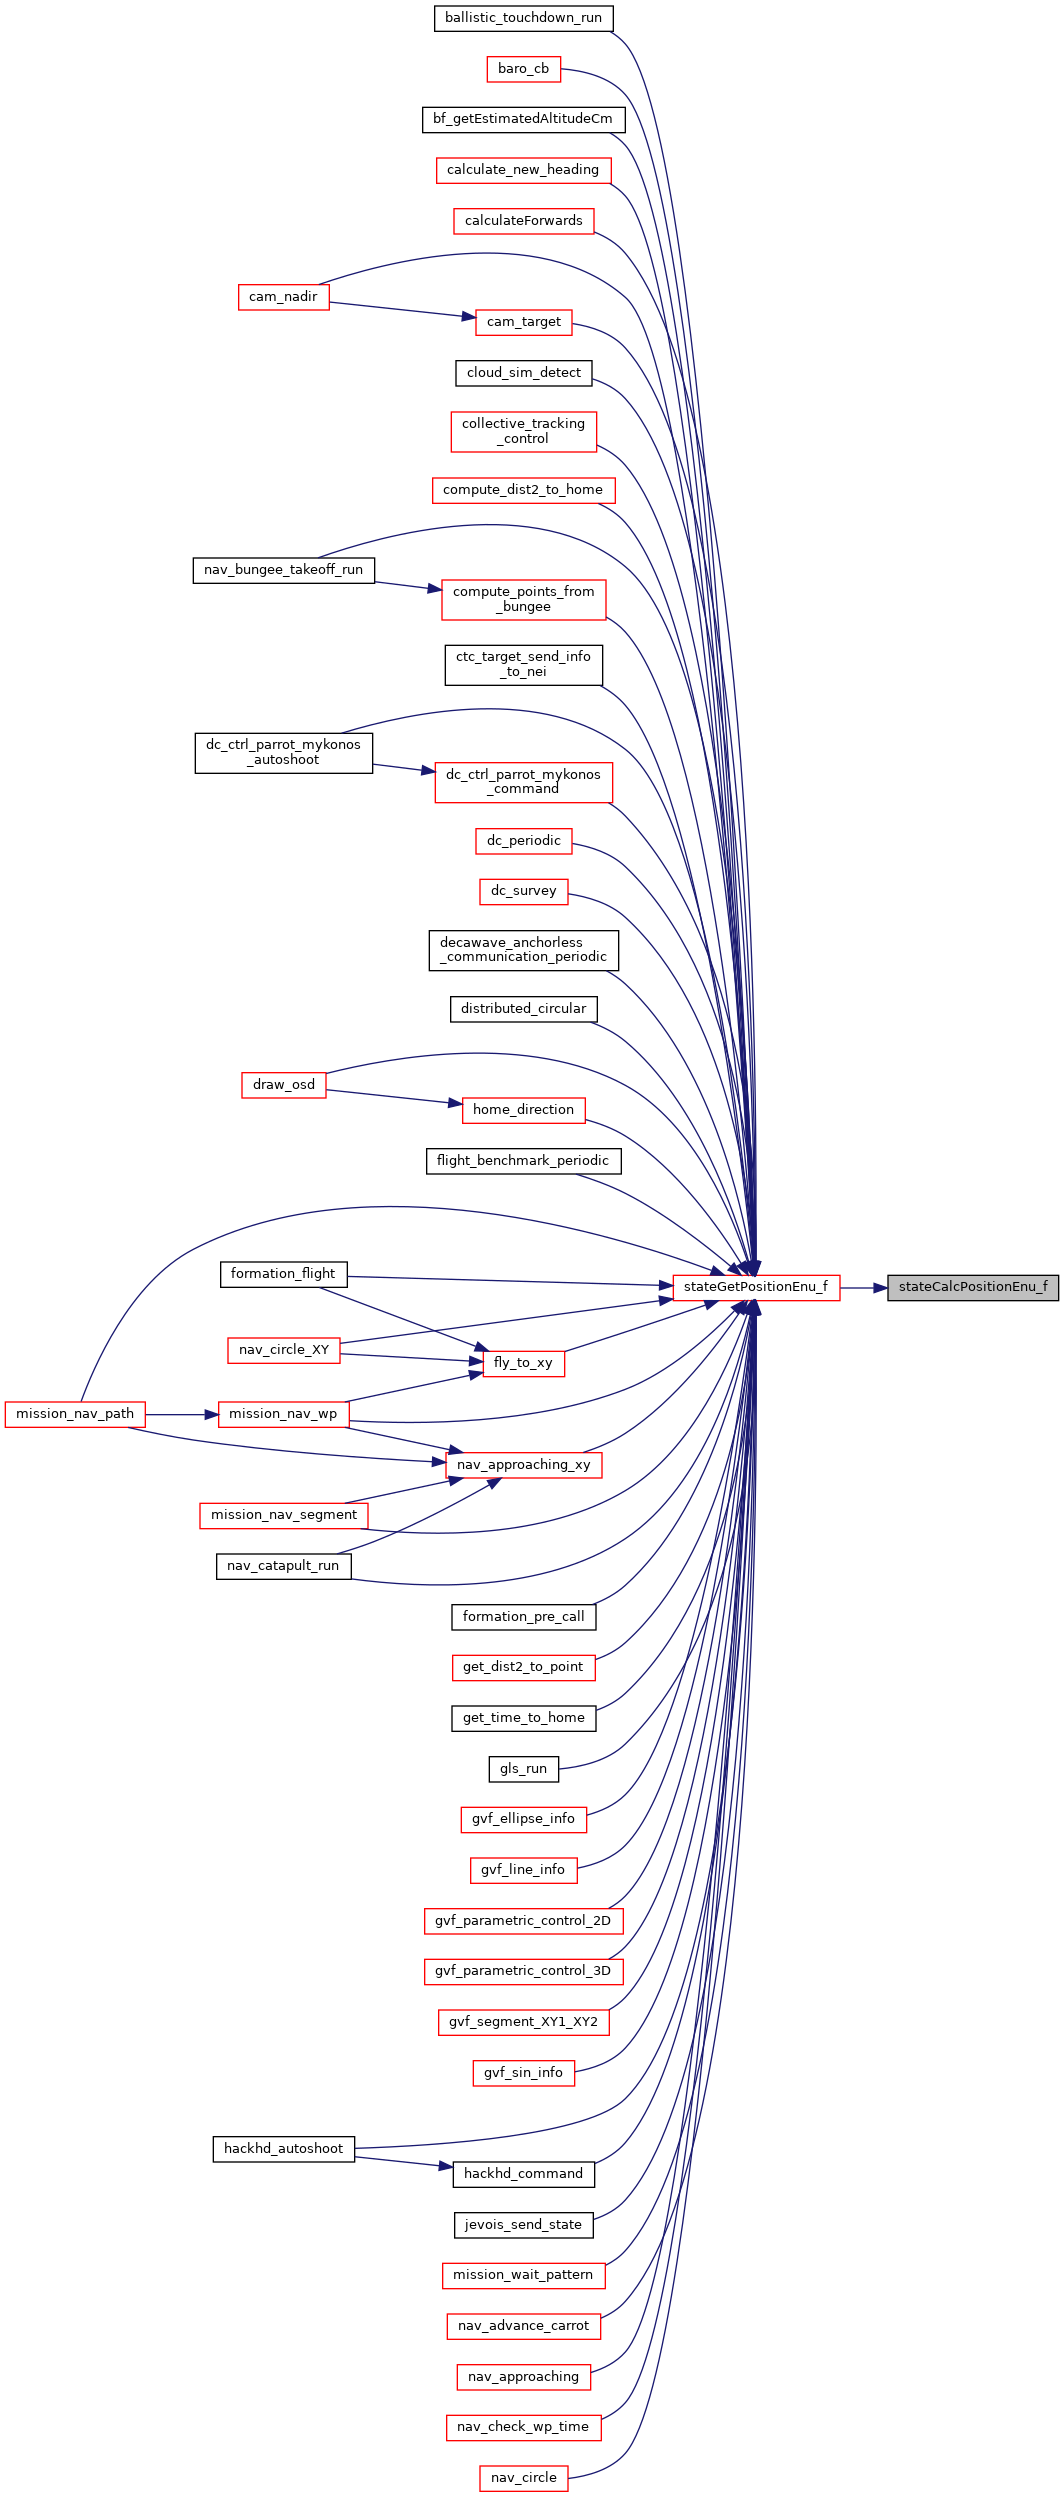 ballistic_touchdown_run
baro_cb
bf_getEstimatedAltitudeCm
calculate_new_heading
calculateForwards
cam_nadir
cam_target
cloud_sim_detect
collective_tracking
_control
compute_dist2_to_home
nav_bungee_takeoff_run
compute_points_from
_bungee
ctc_target_send_info
_to_nei
dc_ctrl_parrot_mykonos
_autoshoot
dc_ctrl_parrot_mykonos
_command
dc_periodic
dc_survey
decawave_anchorless
_communication_periodic
distributed_circular
draw_osd
home_direction
flight_benchmark_periodic
formation_flight
stateGetPositionEnu_f
stateCalcPositionEnu_f
nav_circle_XY
fly_to_xy
mission_nav_path
mission_nav_wp
nav_approaching_xy
mission_nav_segment
nav_catapult_run
formation_pre_call
get_dist2_to_point
get_time_to_home
gls_run
gvf_ellipse_info
gvf_line_info
gvf_parametric_control_2D
gvf_parametric_control_3D
gvf_segment_XY1_XY2
gvf_sin_info
hackhd_autoshoot
hackhd_command
jevois_send_state
mission_wait_pattern
nav_advance_carrot
nav_approaching
nav_check_wp_time
nav_circle